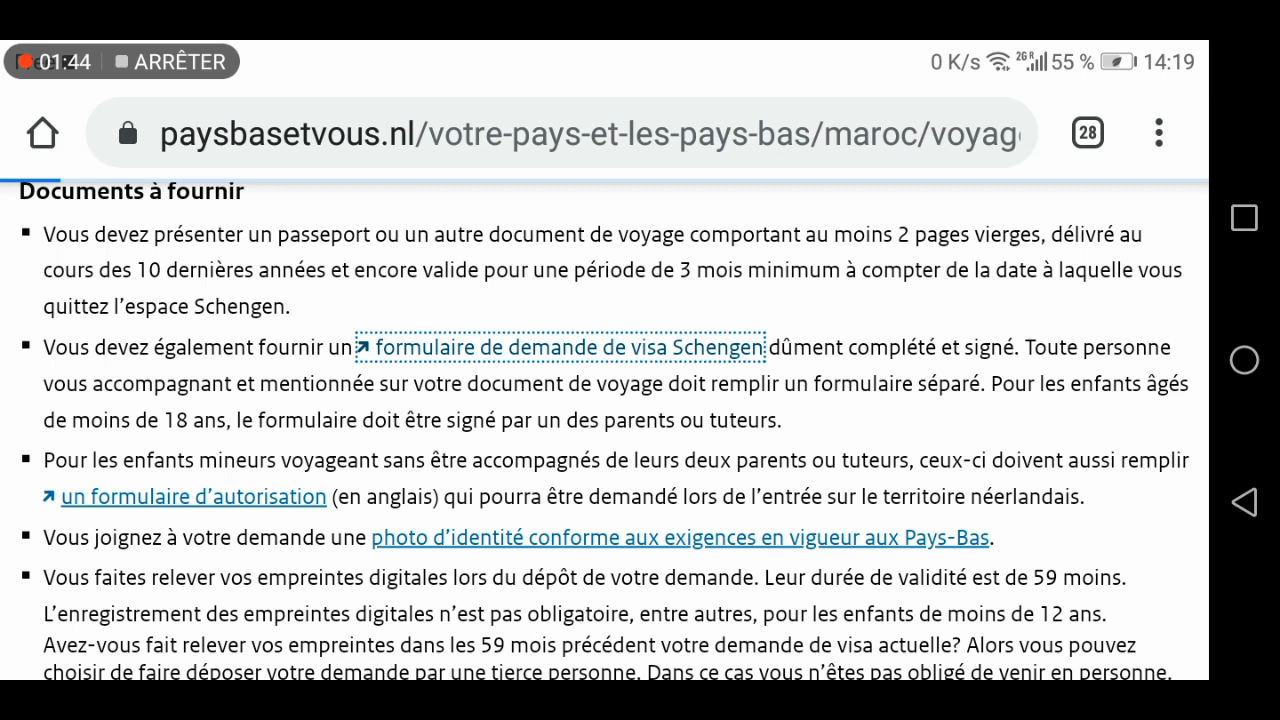 01:44 ARRÊTER
0 K/s 2G R 55 % 14:19
paysbasetvous.nl/votre-pays-et-les-pays-bas/maroc/voyag
28
Documents à fournir
Vous devez présenter un passeport ou un autre document de voyage comportant au moins 2 pages vierges, délivré au
cours des 10 dernières années et encore valide pour une période de 3 mois minimum à compter de la date à laquelle vous
quittez l’espace Schengen.
Vous devez également fournir un formulaire de demande de visa Schengen dûment complété et signé. Toute personne
vous accompagnant et mentionnée sur votre document de voyage doit remplir un formulaire séparé. Pour les enfants âgés
de moins de 18 ans, le formulaire doit être signé par un des parents ou tuteurs.
Pour les enfants mineurs voyageant sans être accompagnés de leurs deux parents ou tuteurs, ceux-ci doivent aussi remplir
un formulaire d’autorisation (en anglais) qui pourra être demandé lors de l’entrée sur le territoire néerlandais.
Vous joignez à votre demande une photo d’identité conforme aux exigences en vigueur aux Pays-Bas.
Vous faites relever vos empreintes digitales lors du dépôt de votre demande. Leur durée de validité est de 59 moins.
L’enregistrement des empreintes digitales n’est pas obligatoire, entre autres, pour les enfants de moins de 12 ans.
Avez-vous fait relever vos empreintes dans les 59 mois précédent votre demande de visa actuelle? Alors vous pouvez
choisir de faire déposer votre demande par une tierce personne. Dans ce cas vous n’êtes pas obligé de venir en personne.